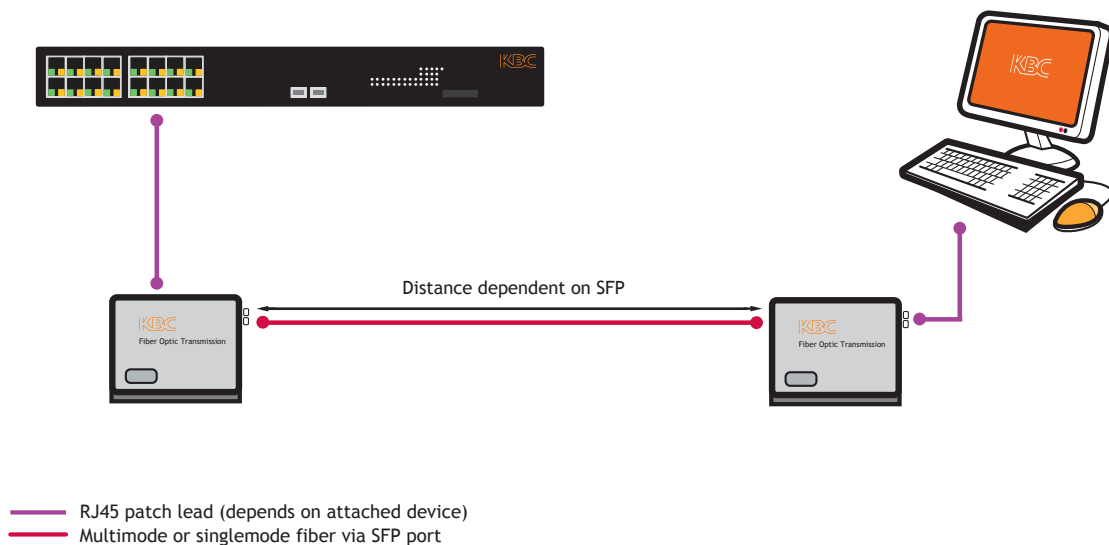 KBC
KBC
Distance dependent on SFP
KBC
Fiber Optic Transmission
KBC
Fiber Optic Transmission
RJ45 patch lead (depends on attached device)
Multimode or singlemode fiber via SFP port